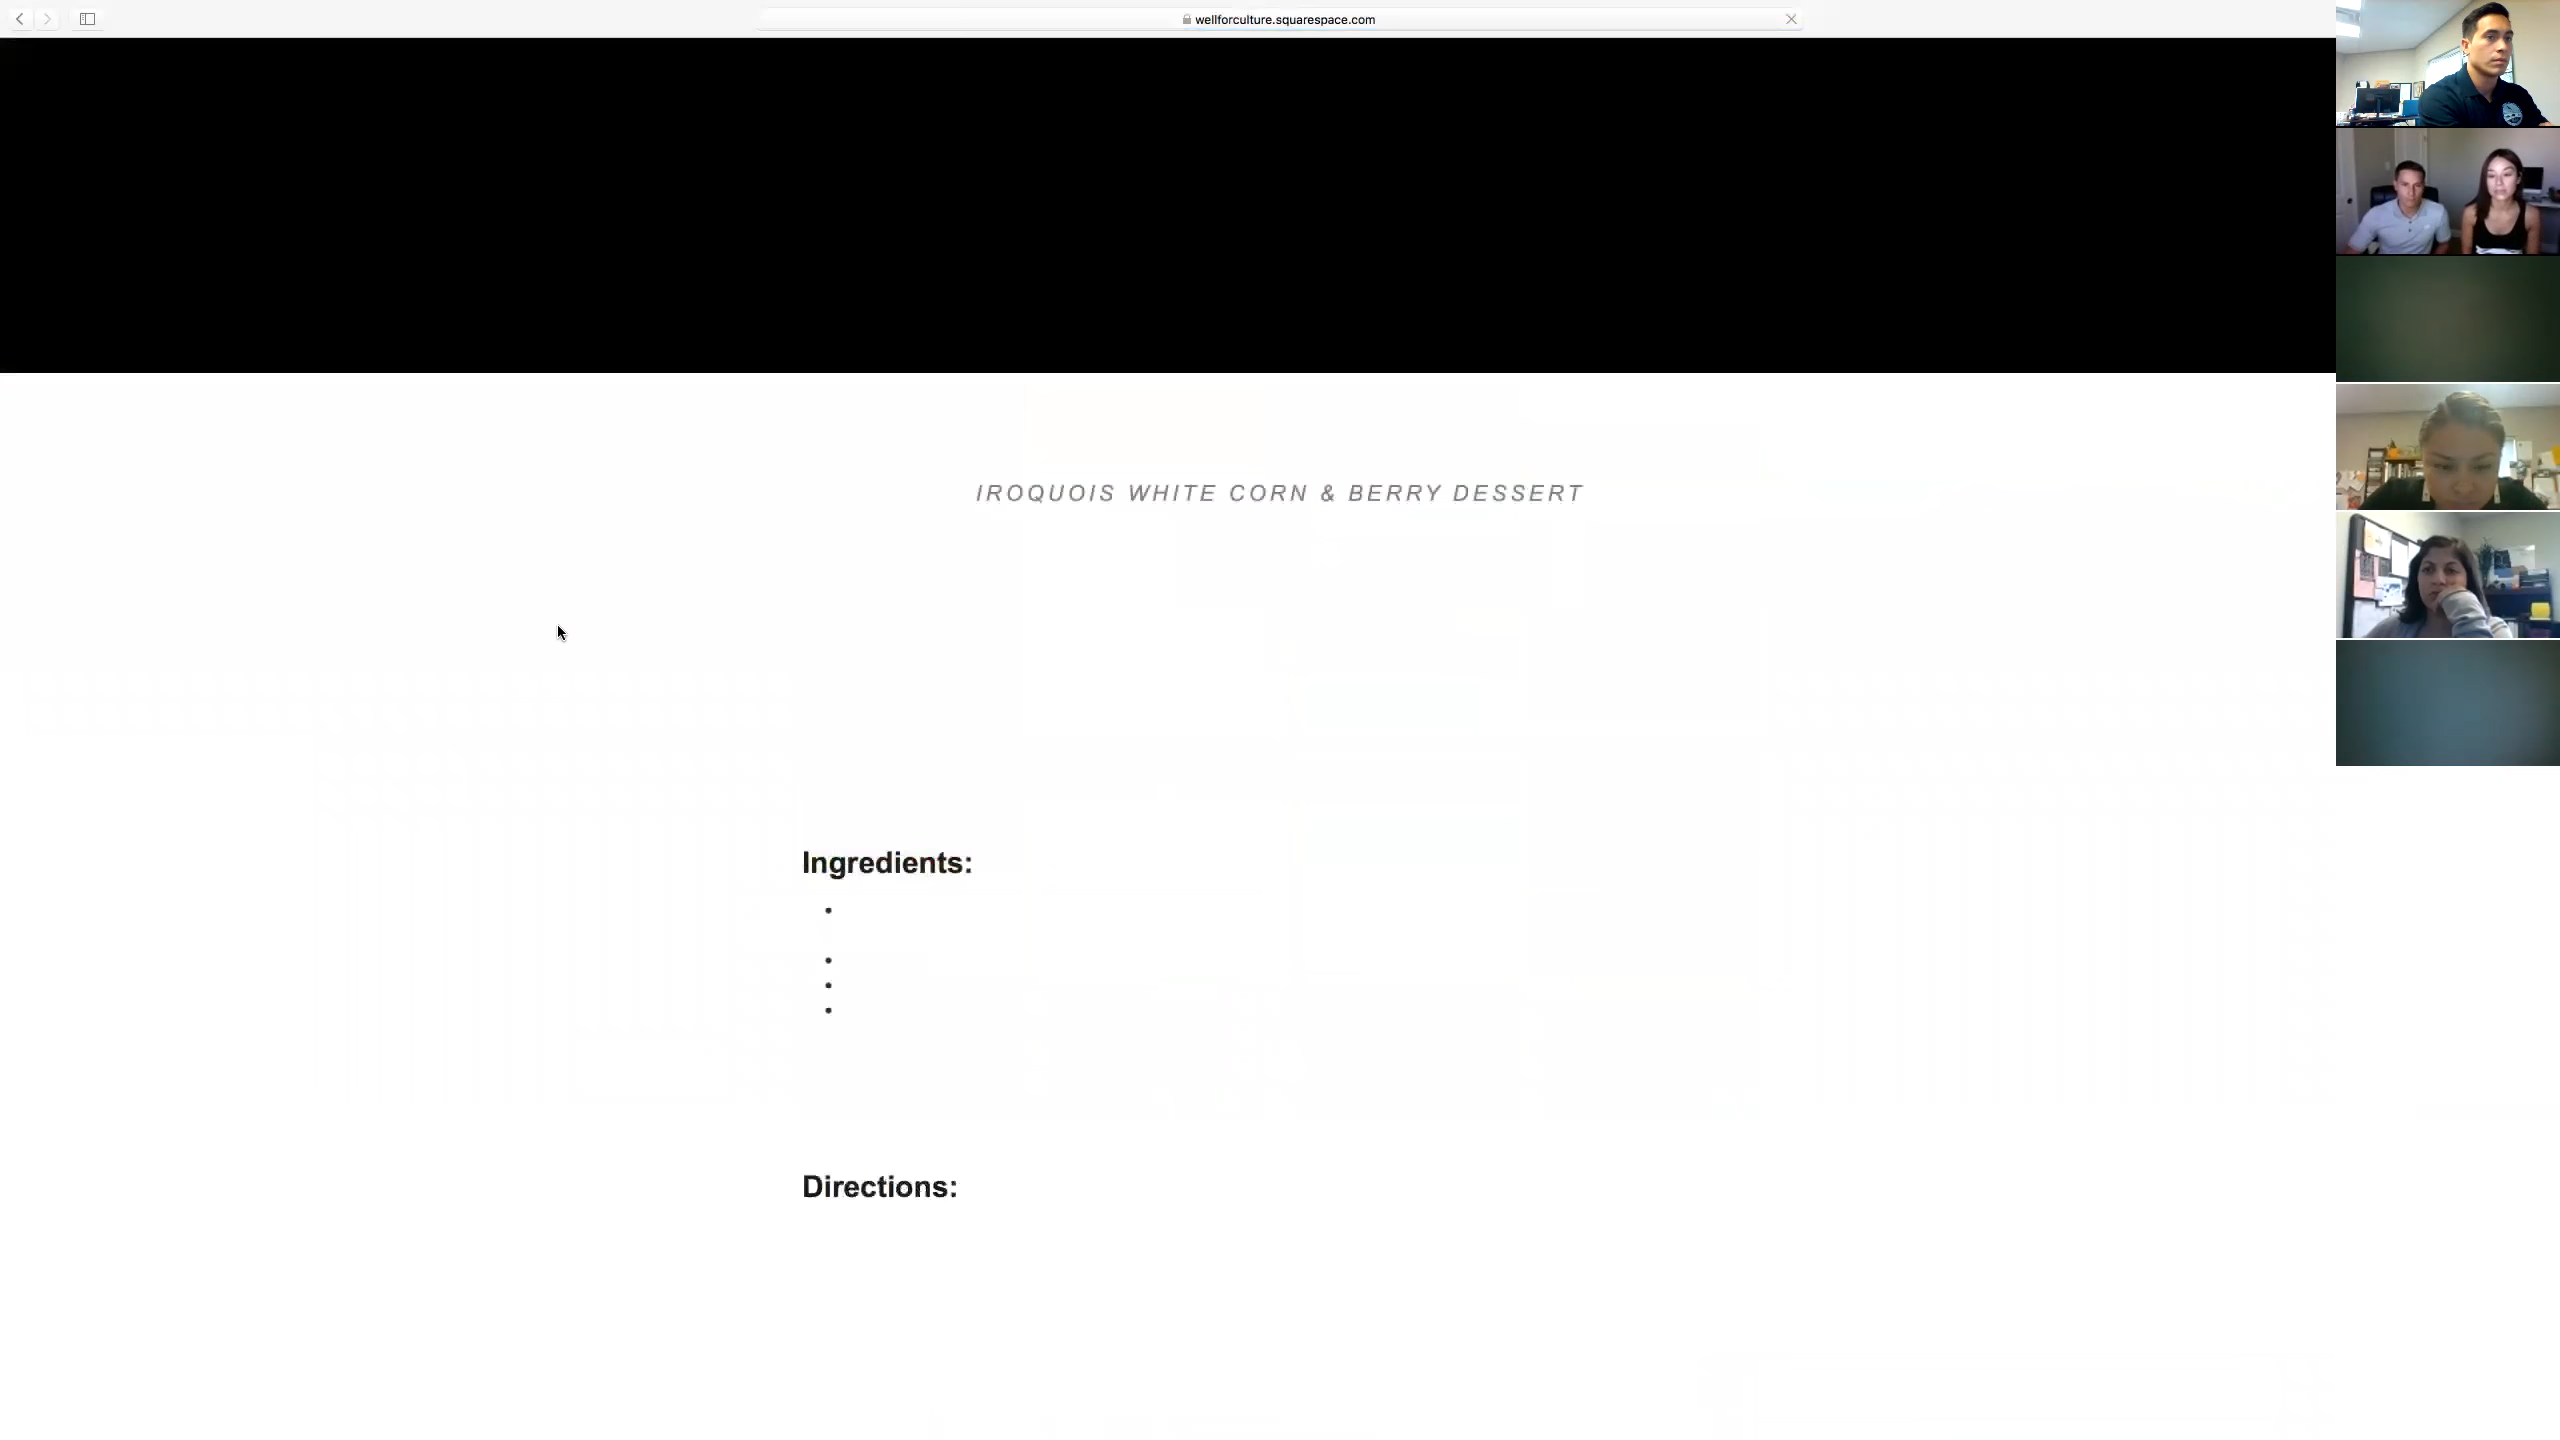 wellforculture.squarespace.com
IROQUOIS WHITE CORN & BERRY DESSERT
Ingredients:
Directions: